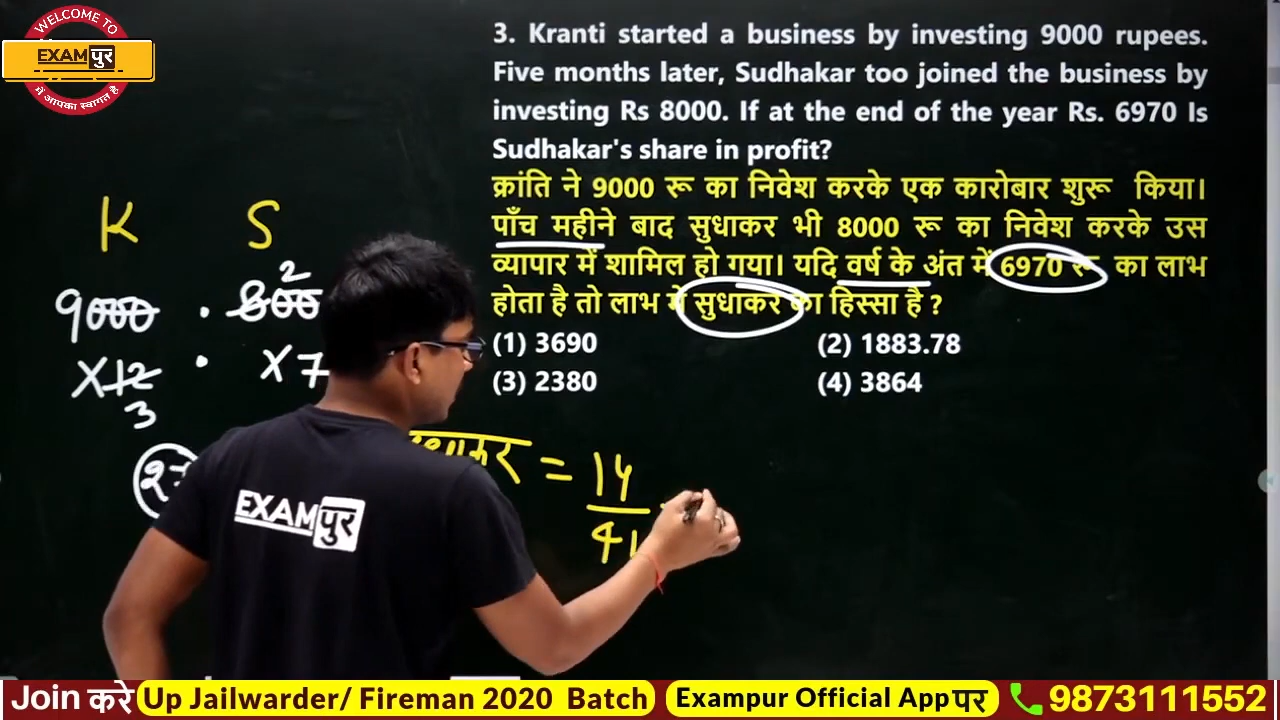 WELCOME TO
EXAMपुर
में आपका स्वागत है
3. Kranti started a business by investing 9000 rupees.
Five months later, Sudhakar too joined the business by
investing Rs 8000. If at the end of the year Rs. 6970 Is
Sudhakar's share in profit?
क्रांति ने 9000 रू का निवेश करके एक कारोबार शुरू किया।
पाँच महीने बाद सुधाकर भी 8000 रू का निवेश करके उस
व्यापार में शामिल हो गया। यदि वर्ष के अंत में 6970 रू का लाभ
होता है तो लाभ में सुधाकर का हिस्सा है ?
(1) 3690 (2) 1883.78
(3) 2380 (4) 3864
K S
2
9000 . 800
X12 . X7
3
27
= 14
41
EXAMपुर
Join करे Up Jailwarder/ Fireman 2020 Batch Exampur Official App पर 9873111552